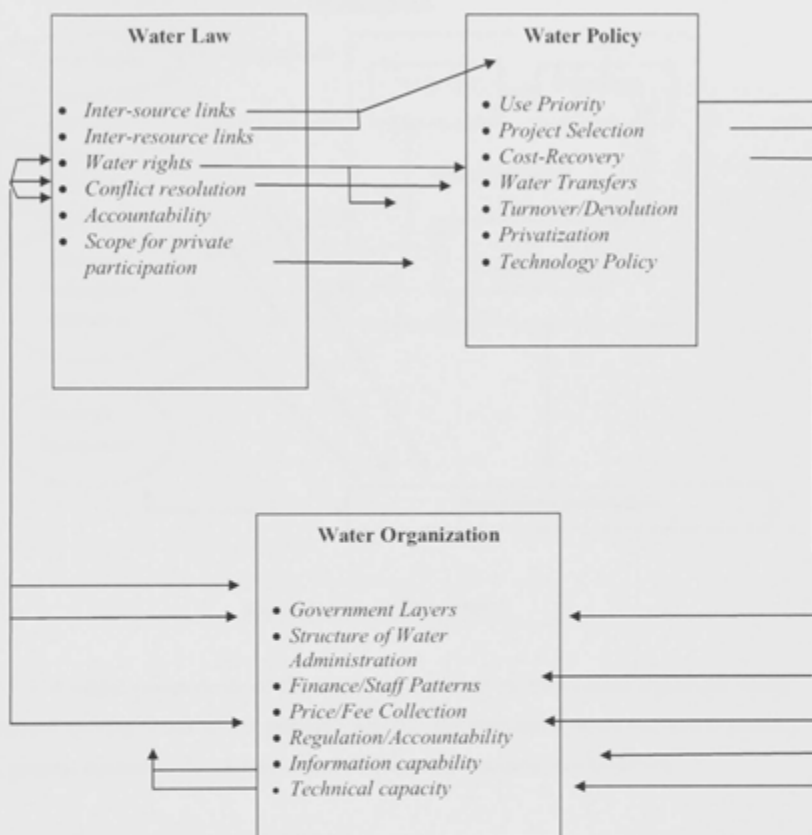 Water Law
• Inter-source links
• Inter-resource links
• Water rights
• Conflict resolution
• Accountability
• Scope for private
participation
Water Policy
• Use Priority
• Project Selection
• Cost-Recovery
• Water Transfers
• Turnover/Devolution
• Privatization
• Technology Policy
Water Organization
• Government Layers
• Structure of Water
Administration
• Finance/Staff Patterns
• Price/Fee Collection
• Regulation/Accountability
• Information capability
• Technical capacity